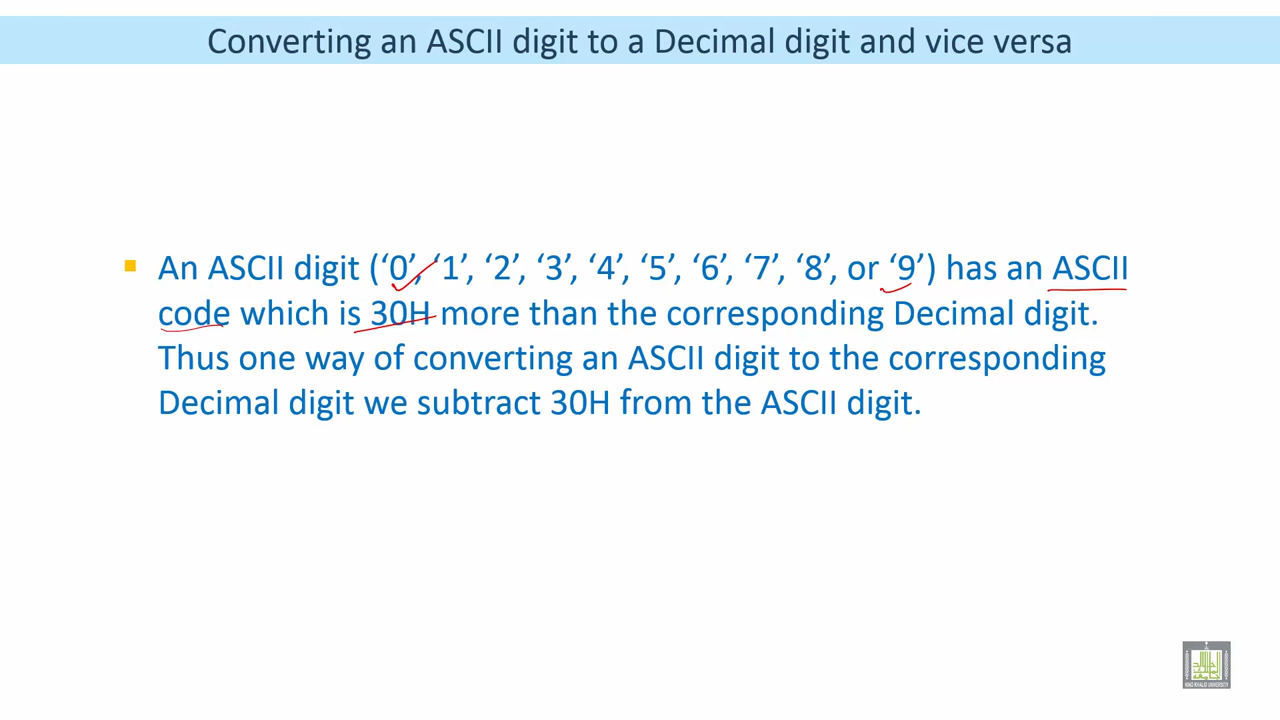 Converting an ASCII digit to a Decimal digit and vice versa
An ASCII digit (‘0’, ‘1’, ‘2’, ‘3’, ‘4’, ‘5’, ‘6’, ‘7’, ‘8’, or ‘9’) has an ASCII
code which is 30H more than the corresponding Decimal digit.
Thus one way of converting an ASCII digit to the corresponding
Decimal digit we subtract 30H from the ASCII digit.
KING KHALID UNIVERSITY